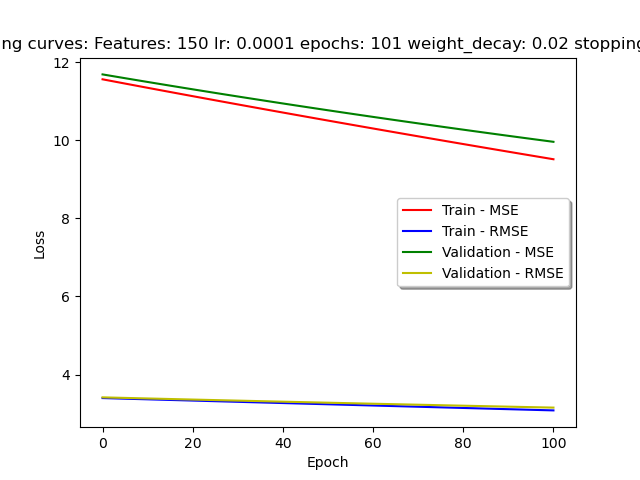 ng curves: Features: 150 lr: 0.0001 epochs: 101 weight_decay: 0.02 stopping
12
10
8
6
4
Loss
Train - MSE
Train - RMSE
Validation - MSE
Validation - RMSE
0 20 40 60 80 100
Epoch